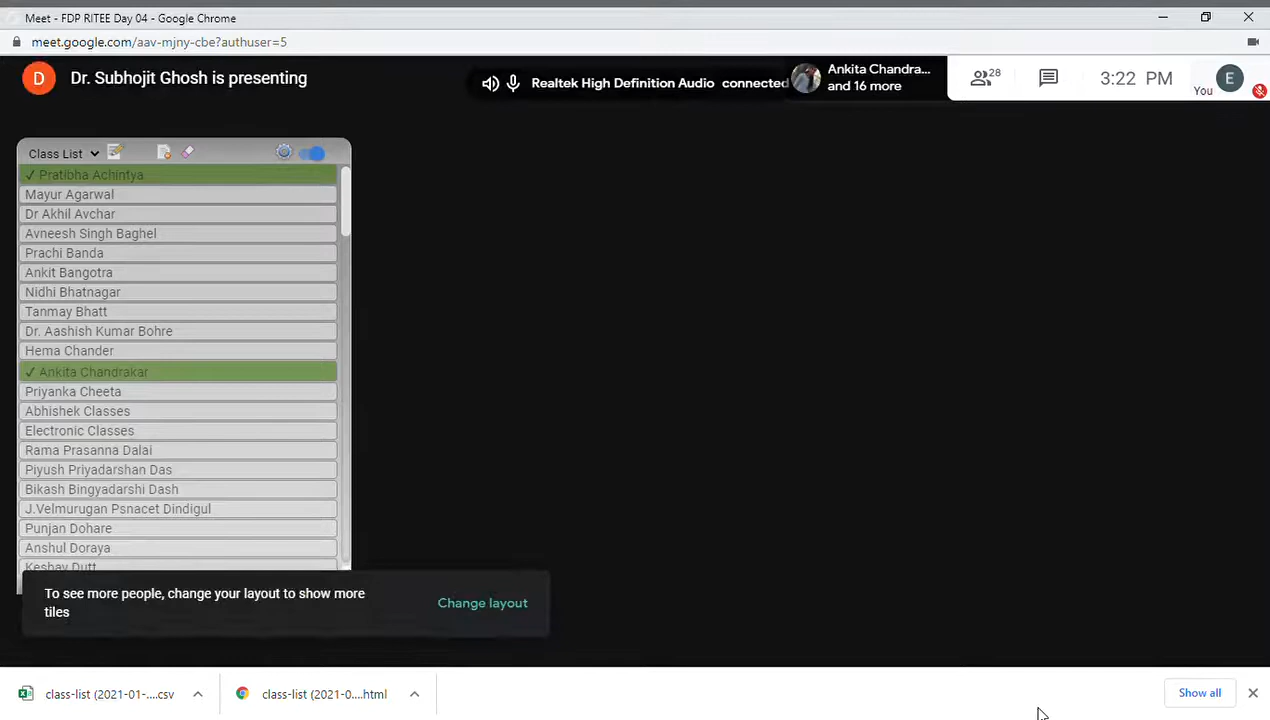 Meet - FDP RITEE Day 04 - Google Chrome
meet.google.com/aav-mjny-cbe?authuser=5
D
Dr. Subhojit Ghosh is presenting
Realtek High Definition Audio connected
Ankita Chandra...
and 16 more
28
3:22 PM
You
E
Class List
✓ Pratibha Achintya
Mayur Agarwal
Dr Akhil Avchar
Avneesh Singh Baghel
Prachi Banda
Ankit Bangotra
Nidhi Bhatnagar
Tanmay Bhatt
Dr. Aashish Kumar Bohre
Hema Chander
✓ Ankita Chandrakar
Priyanka Cheeta
Abhishek Classes
Electronic Classes
Rama Prasanna Dalai
Piyush Priyadarshan Das
Bikash Bingyadarshi Dash
J.Velmurugan Psnacet Dindigul
Punjan Dohare
Anshul Doraya
Keshav Dutt
To see more people, change your layout to show more
tiles
Change layout
class-list (2021-01-....csv
class-list (2021-0....html
Show all